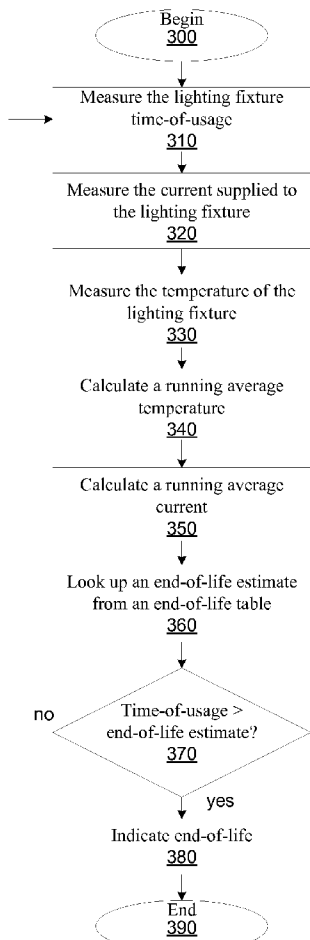 Begin
300
Measure the lighting fixture
time-of-usage
310
Measure the current supplied to
the lighting fixture
320
Measure the temperature of the
lighting fixture
330
Calculate a running average
temperature
340
Calculate a running average
current
350
Look up an end-of-life estimate
from an end-of-life table
360
no
Time-of-usage >
end-of-life estimate?
370
yes
Indicate end-of-life
380
End
390